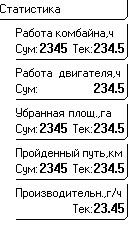 Статистика
Работа комбайна,ч
Сум: 2345 Тек:234.5
Работа двигателя,ч
Сум: 234.5
Убранная площ.,га
Сум: 2345 Тек:234.5
Пройденный путь,км
Сум: 2345 Тек:234.5
Производительн.,г/ч
Тек:23.45